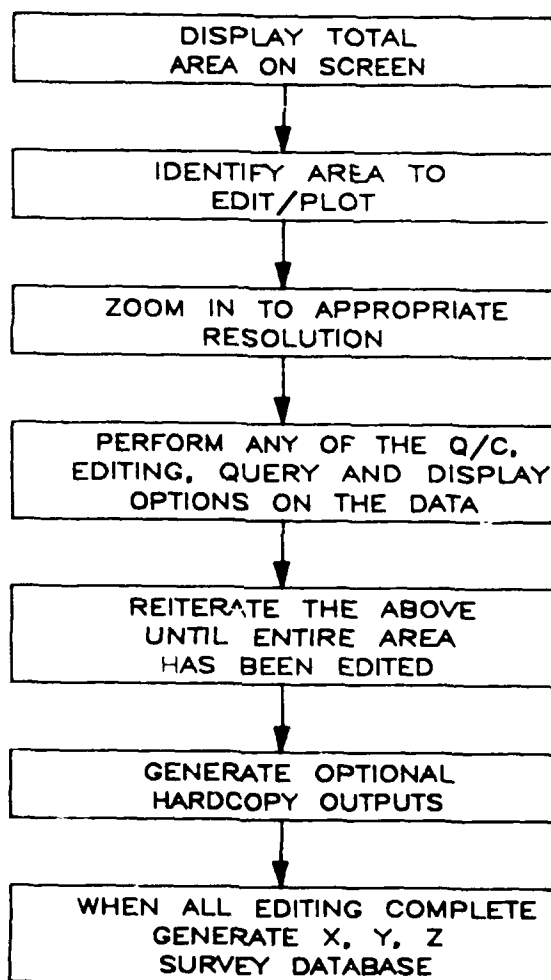 DISPLAY TOTAL
AREA ON SCREEN
IDENTIFY AREA TO
EDIT/PLOT
ZOOM IN TO APPROPRIATE
RESOLUTION
PERFORM ANY OF THE Q/C,
EDITING, QUERY AND DISPLAY
OPTIONS ON THE DATA
REITERATE THE ABOVE
UNTIL ENTIRE AREA
HAS BEEN EDITED
GENERATE OPTIONAL
HARDCOPY OUTPUTS
WHEN ALL EDITING COMPLETE
GENERATE X, Y, Z
SURVEY DATABASE